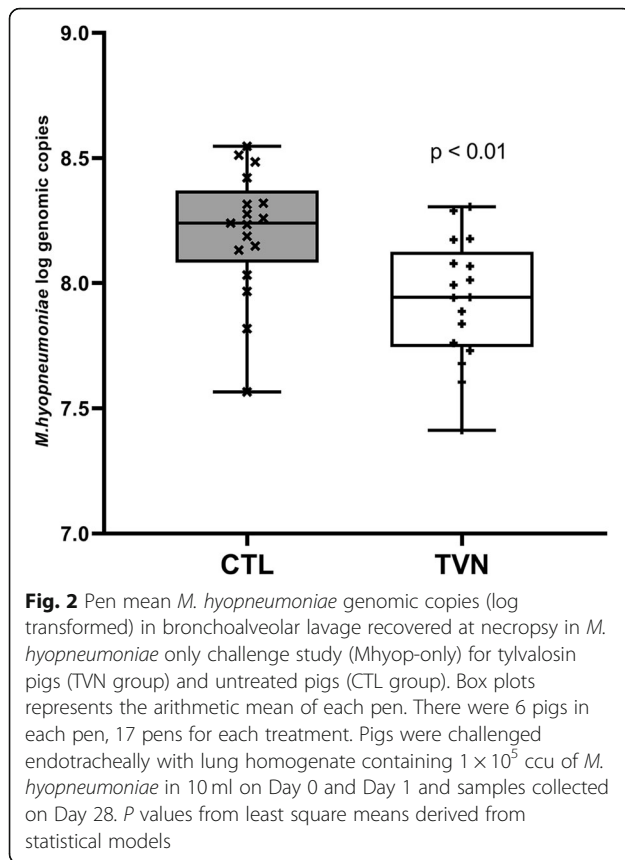 9.0
8.5
p < 0.01
8.0
7.5
7.0
M.hyopneumoniae log genomic copies
CTL
TVN
Fig. 2 Pen mean M. hyopneumoniae genomic copies (log
transformed) in bronchoalveolar lavage recovered at necropsy in M.
hyopneumoniae only challenge study (Mhyop-only) for tylvalosin
pigs (TVN group) and untreated pigs (CTL group). Box plots
represents the arithmetic mean of each pen. There were 6 pigs in
each pen, 17 pens for each treatment. Pigs were challenged
endotracheally with lung homogenate containing 1 × 10⁵ ccu of M.
hyopneumoniae in 10 ml on Day 0 and Day 1 and samples collected
on Day 28. P values from least square means derived from
statistical models